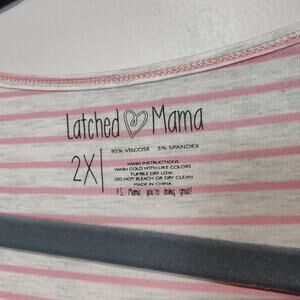 Latched Mama
95% VISCOSE 5% SPANDEX
2X
WASH INSTRUCTIONS:
WASH COLD WITH LIKE COLORS
TUMBLE DRY LOW
DO NOT BLEACH OR DRY CLEAN
MADE IN CHINA
P.S. Mama, you're doing great!